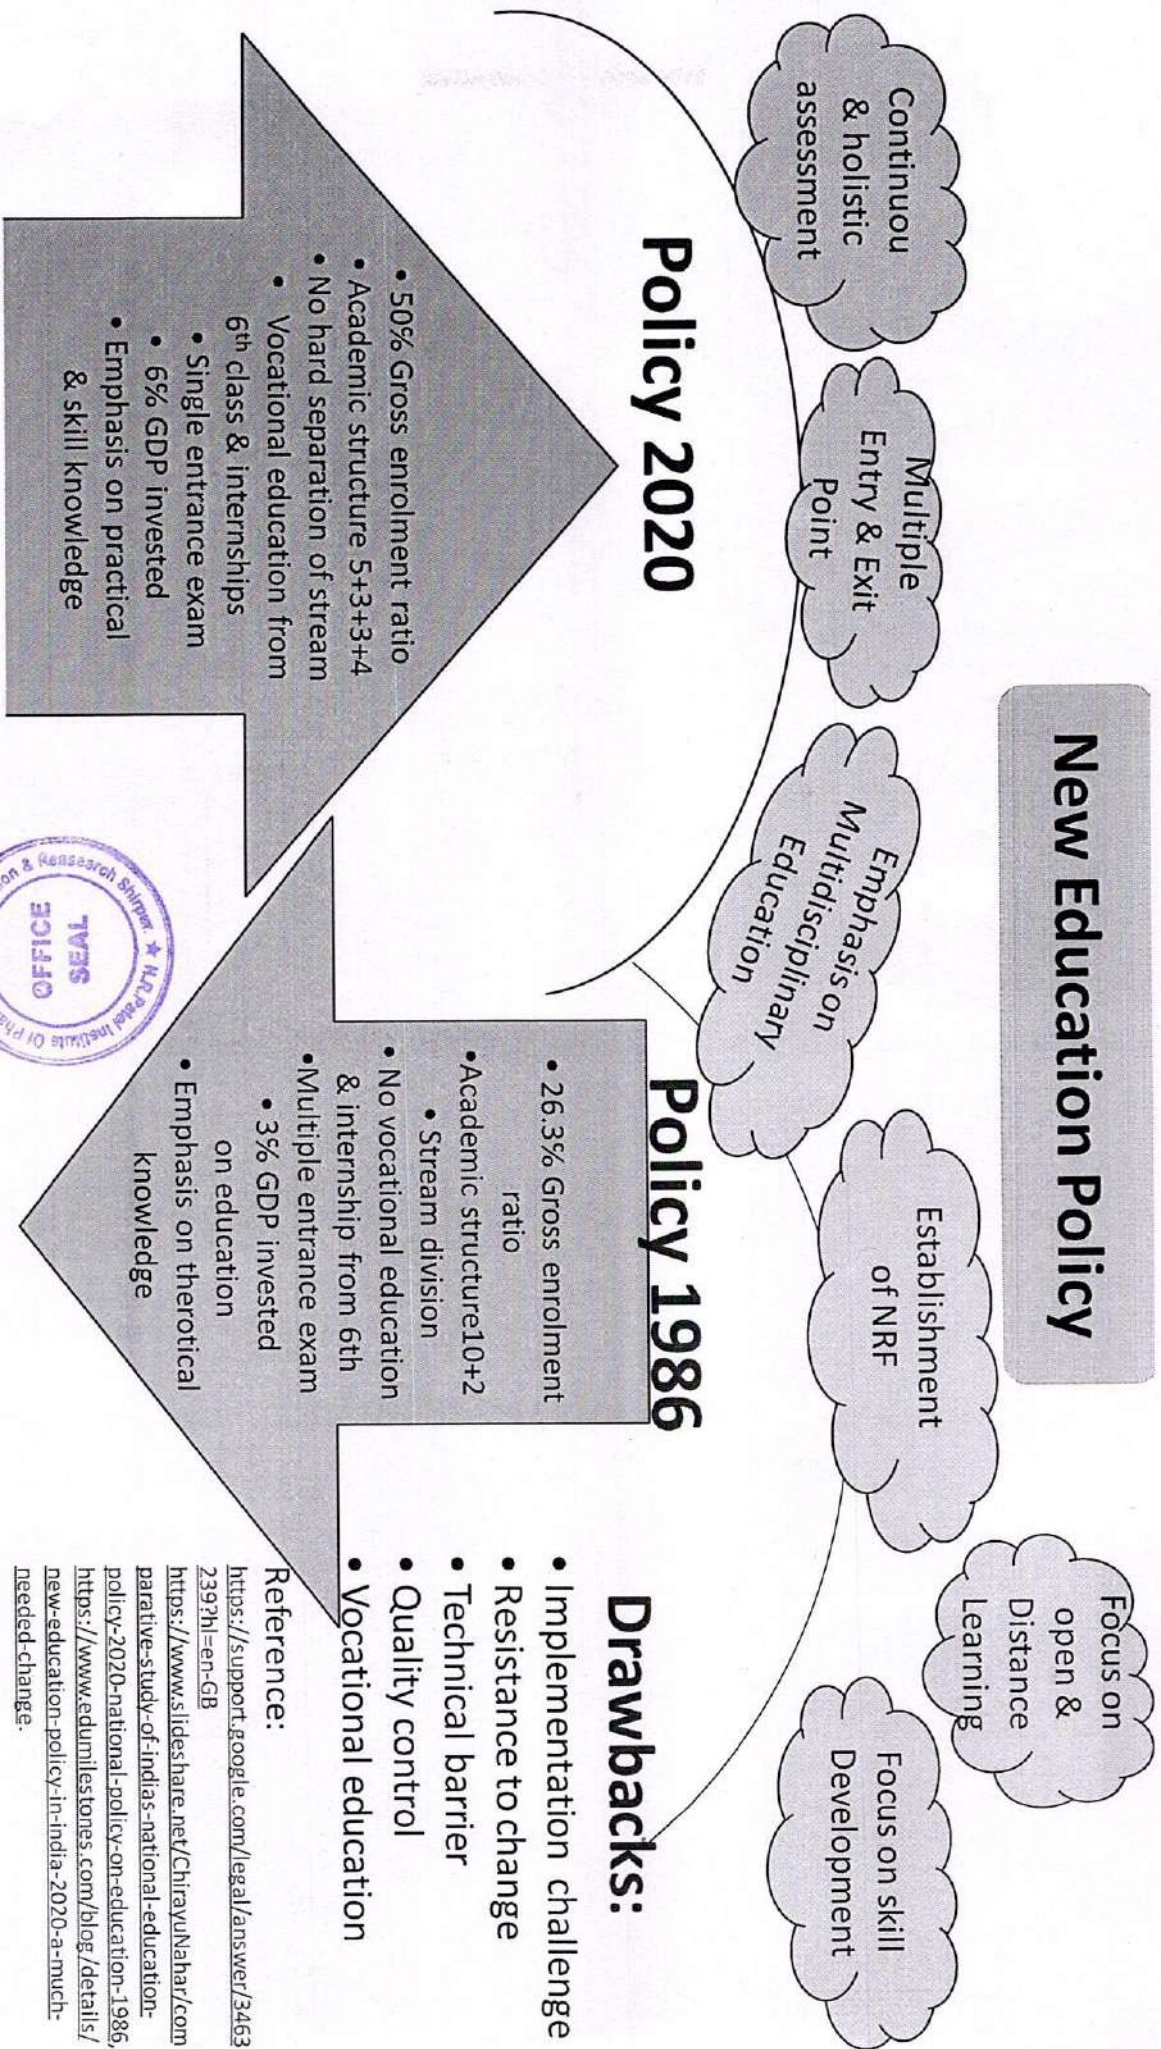 New Education Policy
Continuou
& holistic
assessment
Multiple
Entry & Exit
Point
Emphasis on
Multidisciplinary
Education
Establishment
of NRF
Focus on
open &
Distance
Learning
Focus on skill
Development
Policy 2020
• 50% Gross enrolment ratio
• Academic structure 5+3+3+4
• No hard separation of stream
• Vocational education from
6th class & internships
• Single entrance exam
• 6% GDP invested
• Emphasis on practical
& skill knowledge
Policy 1986
• 26.3% Gross enrolment
ratio
•Academic structure10+2
• Stream division
• No vocational education
& internship from 6th
•Multiple entrance exam
• 3% GDP invested
on education
• Emphasis on therotical
knowledge
Drawbacks:
• Implementation challenge
• Resistance to change
• Technical barrier
• Quality control
• Vocational education
Reference:
https://support.google.com/legal/answer/3463
239?hl=en-GB
https://www.slideshare.net/ChirayuNahar/com
parative-study-of-indias-national-education-
policy-2020-national-policy-on-education-1986,
https://www.edumilestones.com/blog/details/
new-education-policy-in-india-2020-a-much-
needed-change.
& Reasearch Shirpur. ★ H.R.Patel Institute Of
SEAL
OFFICE